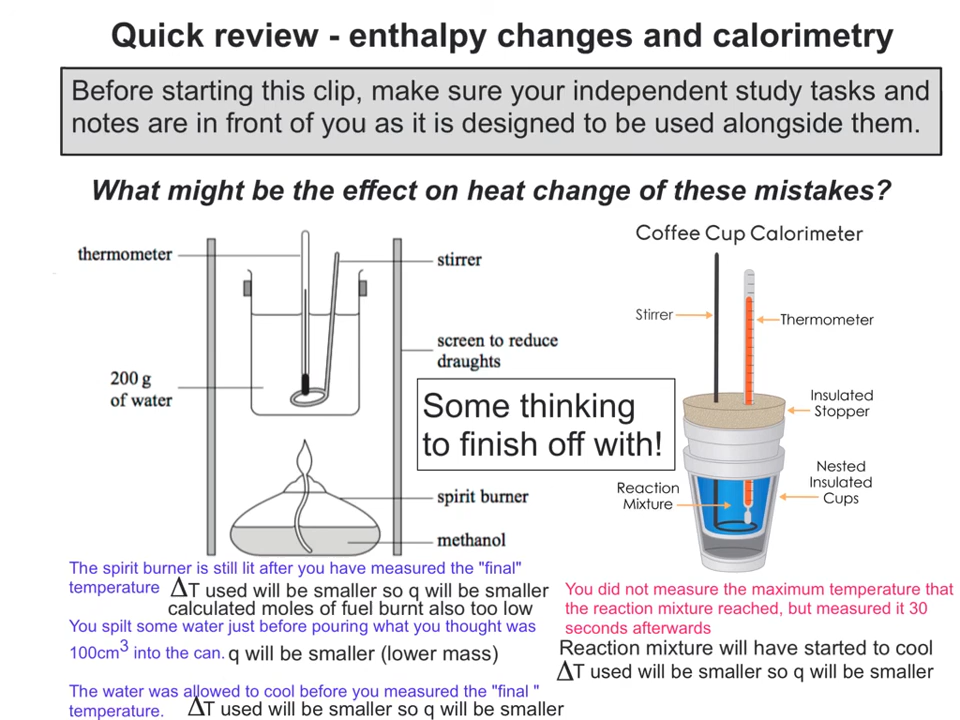 Quick review - enthalpy changes and calorimetry
Before starting this clip, make sure your independent study tasks and
notes are in front of you as it is designed to be used alongside them.
What might be the effect on heat change of these mistakes?
thermometer
stirrer
screen to reduce
draughts
200 g
of water
spirit burner
methanol
Some thinking
to finish off with!
Coffee Cup Calorimeter
Stirrer
Thermometer
Insulated
Stopper
Nested
Insulated
Cups
Reaction
Mixture
The spirit burner is still lit after you have measured the "final"
temperature ΔT used will be smaller so q will be smaller
calculated moles of fuel burnt also too low
You spilt some water just before pouring what you thought was
100cm³ into the can. q will be smaller (lower mass)
The water was allowed to cool before you measured the "final "
temperature. ΔT used will be smaller so q will be smaller
You did not measure the maximum temperature that
the reaction mixture reached, but measured it 30
seconds afterwards
Reaction mixture will have started to cool
ΔT used will be smaller so q will be smaller